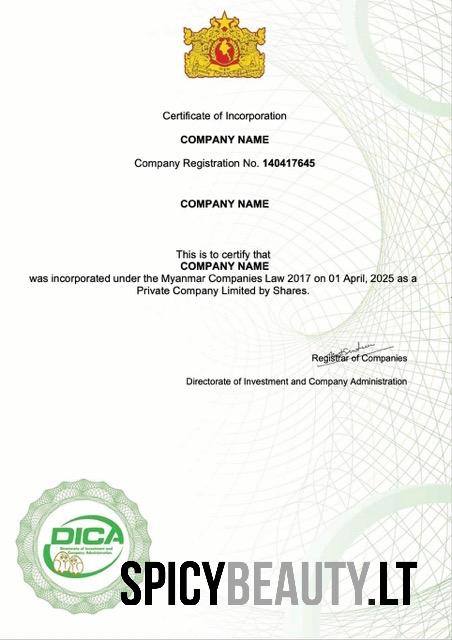 Certificate of Incorporation
COMPANY NAME
Company Registration No. 140417645
COMPANY NAME
This is to certify that
COMPANY NAME
was incorporated under the Myanmar Companies Law 2017 on 01 April, 2025 as a
Private Company Limited by Shares.
Registrar of Companies
Directorate of Investment and Company Administration
DICA
Directorate of Investment and
Company Administration
SPICYBEAUTY.LT